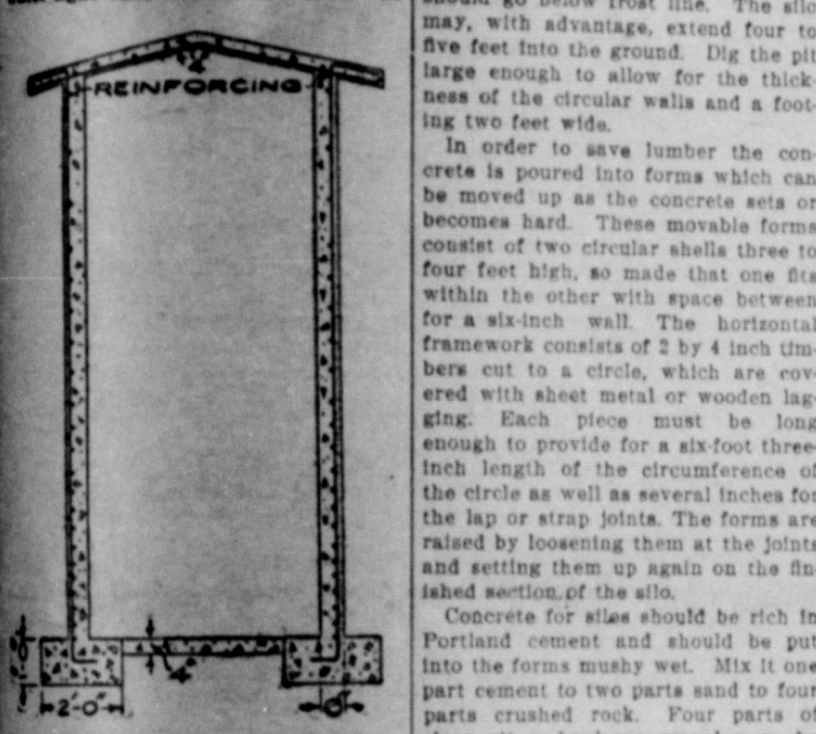 REINFORCING
4"
2'-0"
may, with advantage, extend four to
five feet into the ground. Dig the pit
large enough to allow for the thick-
ness of the circular walls and a foot-
ing two feet wide.
In order to save lumber the con-
crete is poured into forms which can
be moved up as the concrete sets or
becomes hard. These movable forms
consist of two circular shells three to
four feet high, so made that one fits
within the other with space between
for a six-inch wall. The horizontal
framework consists of 2 by 4 inch tim-
bers cut to a circle, which are cov-
ered with sheet metal or wooden lag-
ging. Each piece must be long
enough to provide for a six-foot three-
inch length of the circumference of
the circle as well as several inches for
the lap or strap joints. The forms are
raised by loosening them at the joints
and setting them up again on the fin-
ished section of the silo.
Concrete for silos should be rich in
Portland cement and should be put
into the forms mushy wet. Mix it one
part cement to two parts sand to four
parts crushed rock. Four parts of